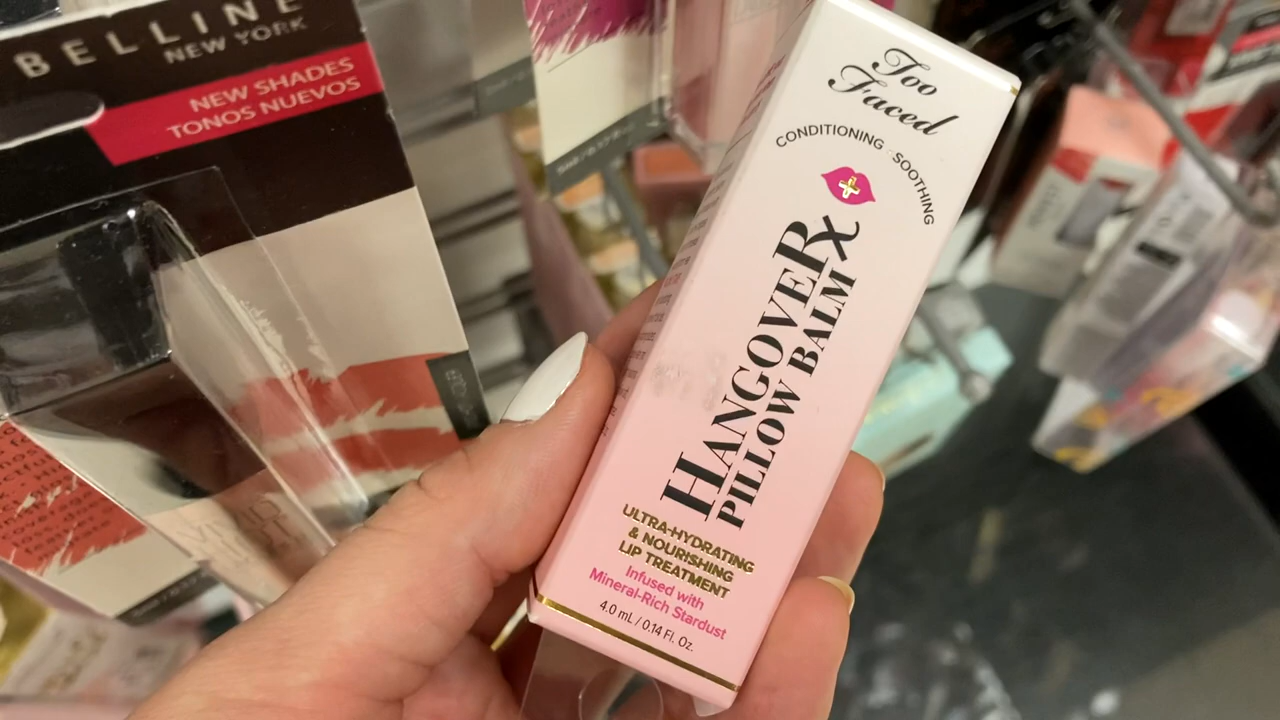 BELLINE
NEW YORK
NEW SHADES
TONOS NUEVOS
Too
Faced
CONDITIONING · SOOTHING
HANGOVER
PILLOW BALM
ULTRA-HYDRATING
& NOURISHING
LIP TREATMENT
Infused with
Mineral-Rich Stardust
4.0 mL / 0.14 Fl. Oz.